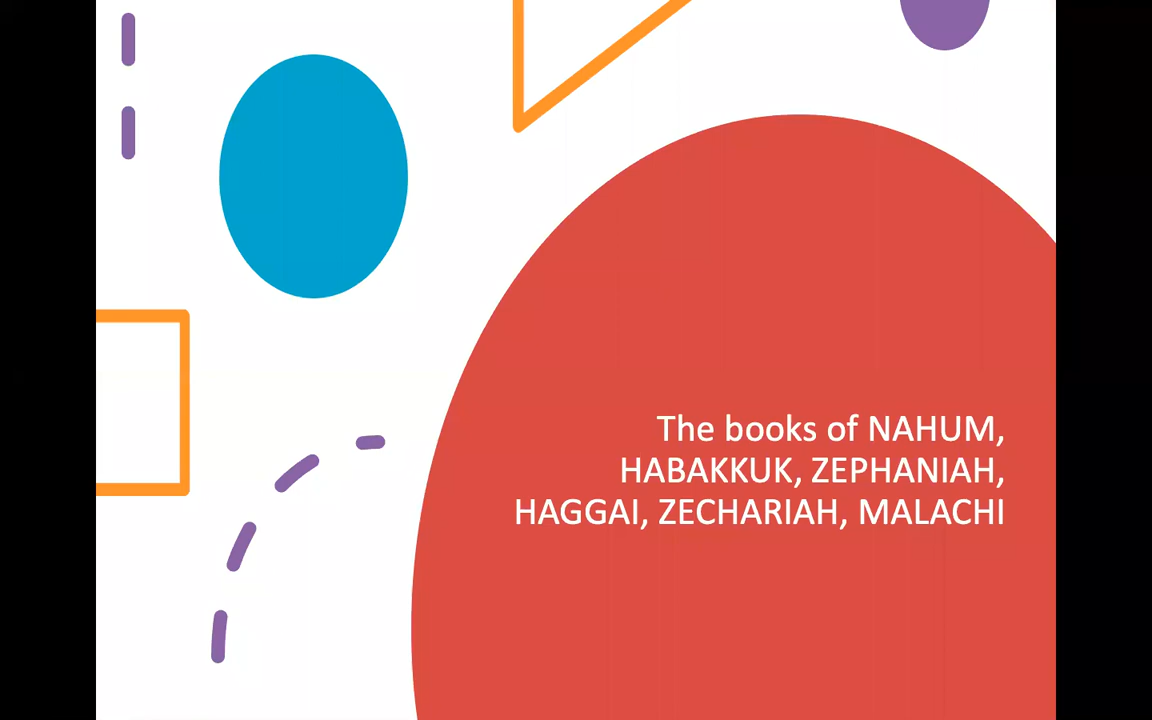 The books of NAHUM,
HABAKKUK, ZEPHANIAH,
HAGGAI, ZECHARIAH, MALACHI